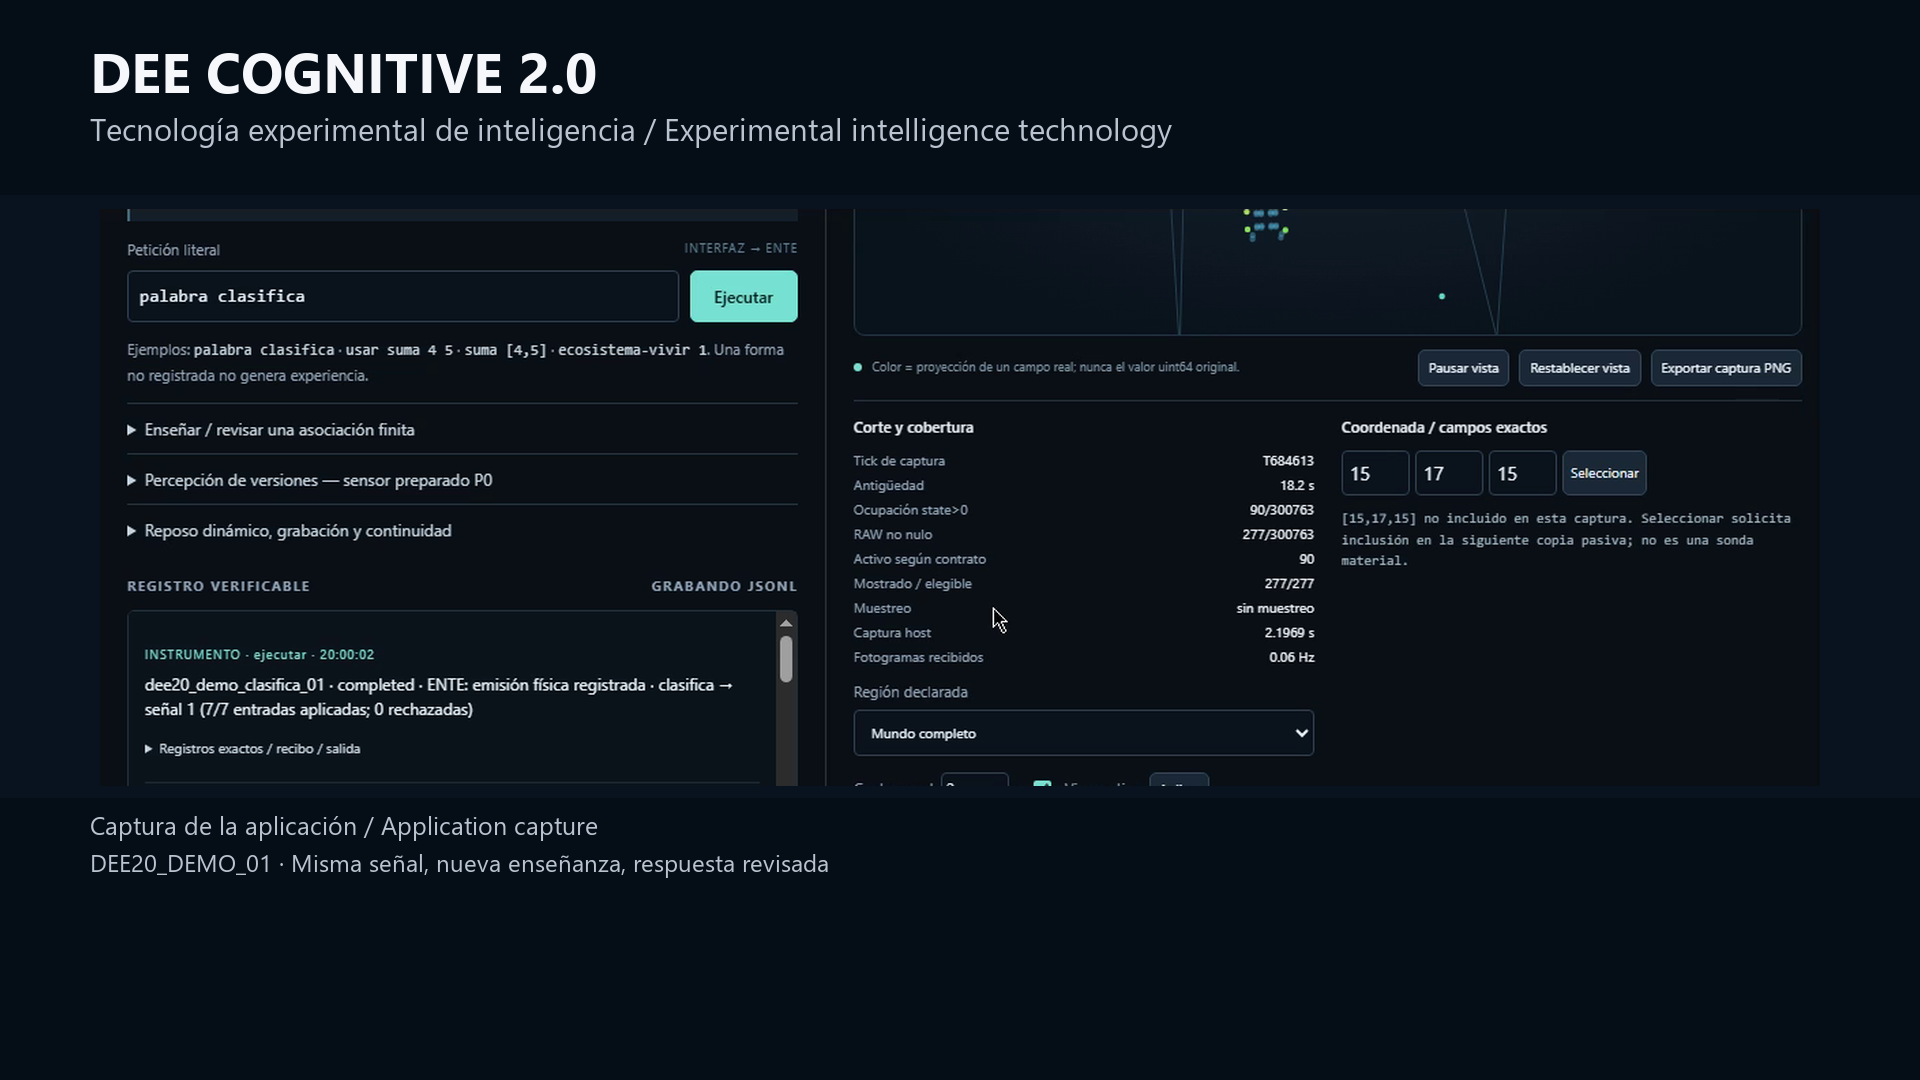 DEE COGNITIVE 2.0
Tecnología experimental de inteligencia / Experimental intelligence technology
Petición literal
INTERFAZ → ENTE
palabra clasifica
Ejecutar
Ejemplos: palabra clasifica · usar suma 4 5 · suma [4,5] · ecosistema-vivir 1. Una forma
no registrada no genera experiencia.
▶ Enseñar / revisar una asociación finita
▶ Percepción de versiones — sensor preparado P0
▶ Reposo dinámico, grabación y continuidad
REGISTRO VERIFICABLE
GRABANDO JSONL
INSTRUMENTO · ejecutar · 20:00:02
dee20_demo_clasifica_01 · completed · ENTE: emisión física registrada · clasifica →
señal 1 (7/7 entradas aplicadas; 0 rechazadas)
▶ Registros exactos / recibo / salida
Color = proyección de un campo real; nunca el valor uint64 original.
Pausar vista
Restablecer vista
Exportar captura PNG
Corte y cobertura
Tick de captura T684613
Antigüedad 18.2 s
Ocupación state>0 90/300763
RAW no nulo 277/300763
Activo según contrato 90
Mostrado / elegible 277/277
Muestreo sin muestreo
Captura host 2.1969 s
Fotogramas recibidos 0.06 Hz
Región declarada
Mundo completo
Coordenada / campos exactos
15 17 15 Seleccionar
[15,17,15] no incluido en esta captura. Seleccionar solicita
inclusión en la siguiente copia pasiva; no es una sonda
material.
Captura de la aplicación / Application capture
DEE20_DEMO_01 · Misma señal, nueva enseñanza, respuesta revisada